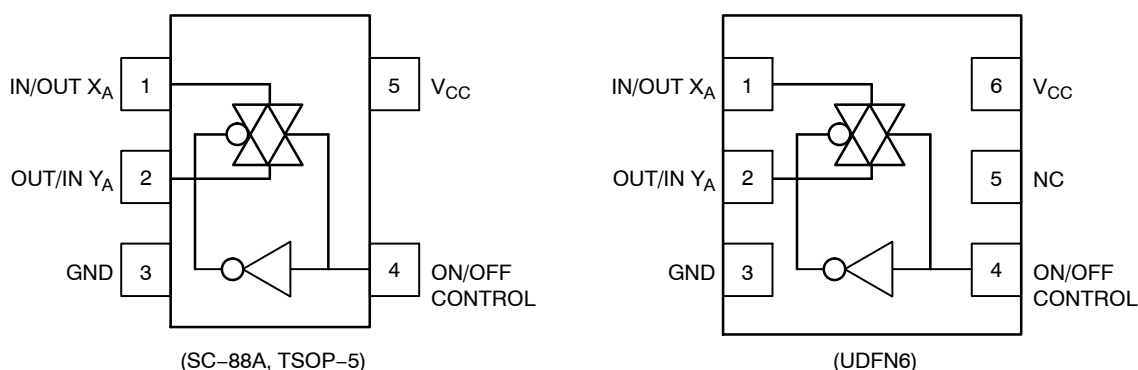 IN/OUT XA
1
5
VCC
OUT/IN YA
2
GND
3
4
ON/OFF
CONTROL
(SC–88A, TSOP–5)
IN/OUT XA
1
6
VCC
OUT/IN YA
2
5
NC
GND
3
4
ON/OFF
CONTROL
(UDFN6)